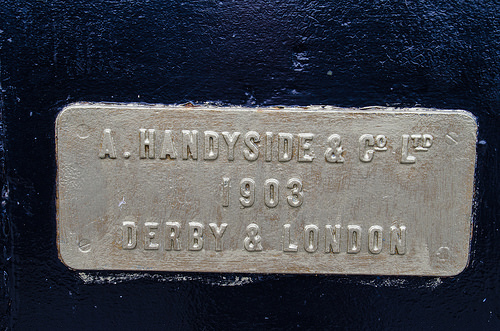 A. HANDYSIDE & Co LTD
1903
DERBY & LONDON